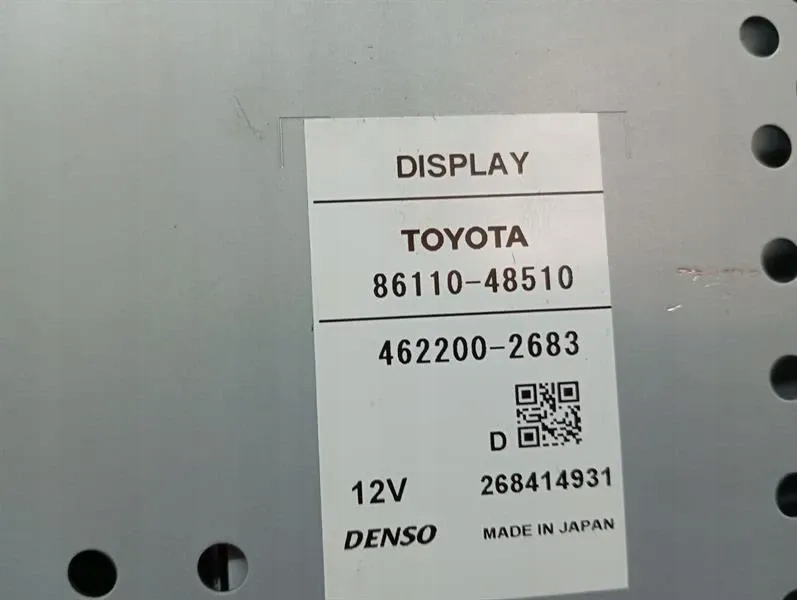 DISPLAY
TOYOTA
86110-48510
462200-2683
D
12V 268414931
DENSO MADE IN JAPAN